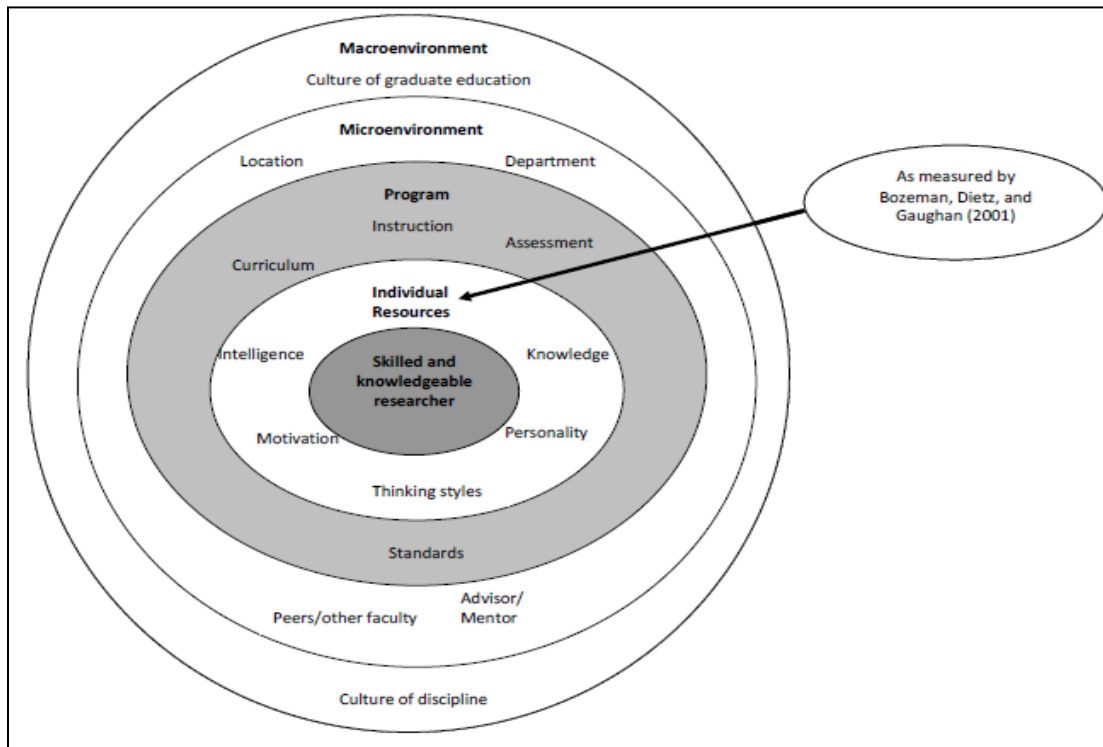 Macroenvironment
Culture of graduate education
Microenvironment
Location
Department
Program
Instruction
Assessment
Curriculum
Individual
Resources
Intelligence
Knowledge
Skilled and
knowledgeable
researcher
Motivation
Personality
Thinking styles
Standards
Peers/other faculty
Advisor/
Mentor
Culture of discipline
As measured by
Bozeman, Dietz, and
Gaughan (2001)